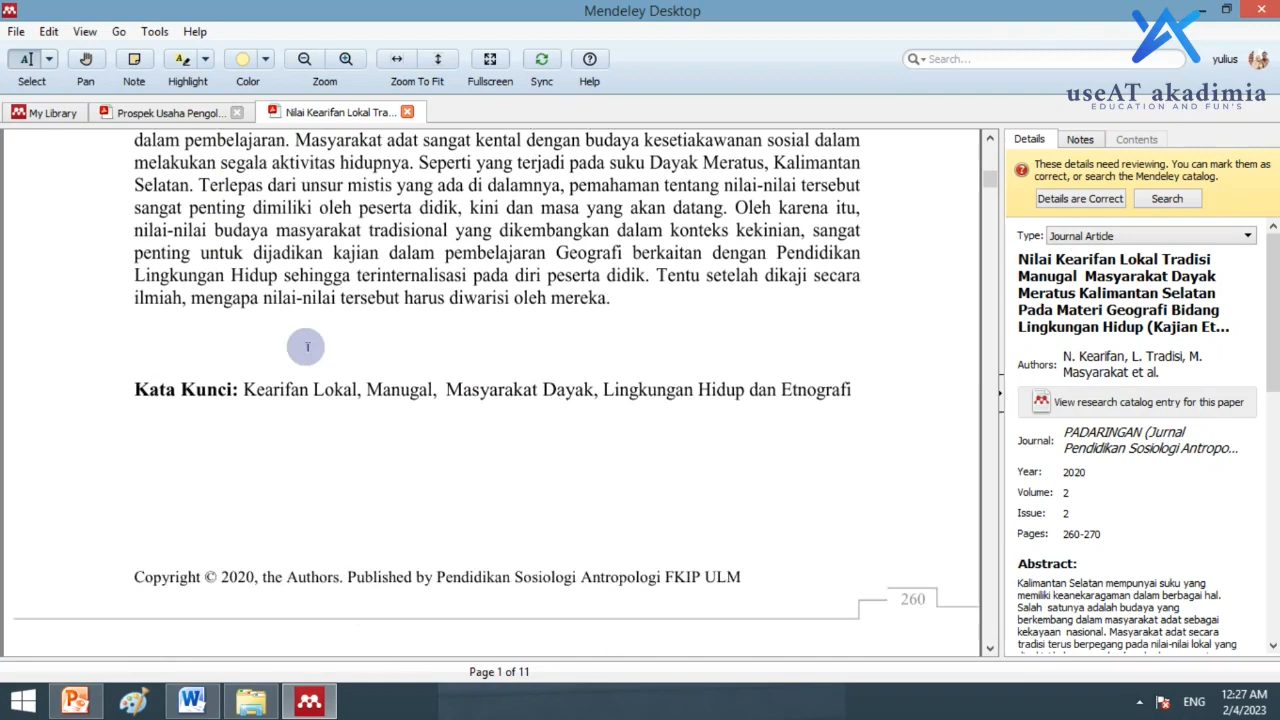 Mendeley Desktop
File Edit View Go Tools Help
Select Pan Note Highlight Color Zoom Zoom To Fit Fullscreen Sync Help
Search...
yulius
useAT akadimia
EDUCATION AND FUN'S
My Library Prospek Usaha Pengol... Nilai Kearifan Lokal Tra...
dalam pembelajaran. Masyarakat adat sangat kental dengan budaya kesetiakawanan sosial dalam
melakukan segala aktivitas hidupnya. Seperti yang terjadi pada suku Dayak Meratus, Kalimantan
Selatan. Terlepas dari unsur mistis yang ada di dalamnya, pemahaman tentang nilai-nilai tersebut
sangat penting dimiliki oleh peserta didik, kini dan masa yang akan datang. Oleh karena itu,
nilai-nilai budaya masyarakat tradisional yang dikembangkan dalam konteks kekinian, sangat
penting untuk dijadikan kajian dalam pembelajaran Geografi berkaitan dengan Pendidikan
Lingkungan Hidup sehingga terinternalisasi pada diri peserta didik. Tentu setelah dikaji secara
ilmiah, mengapa nilai-nilai tersebut harus diwarisi oleh mereka.
Kata Kunci: Kearifan Lokal, Manugal, Masyarakat Dayak, Lingkungan Hidup dan Etnografi
Copyright © 2020, the Authors. Published by Pendidikan Sosiologi Antropologi FKIP ULM
260
Details Notes Contents
These details need reviewing. You can mark them as
correct, or search the Mendeley catalog.
Details are Correct Search
Type: Journal Article
Nilai Kearifan Lokal Tradisi
Manugal Masyarakat Dayak
Meratus Kalimantan Selatan
Pada Materi Geografi Bidang
Lingkungan Hidup (Kajian Et...
Authors: N. Kearifan, L. Tradisi, M.
Masyarakat et al.
View research catalog entry for this paper
Journal: PADARINGAN (Jurnal
Pendidikan Sosiologi Antropo...
Year: 2020
Volume: 2
Issue: 2
Pages: 260-270
Abstract:
Kalimantan Selatan mempunyai suku yang
memiliki keanekaragaman dalam berbagai hal.
Salah satunya adalah budaya yang
berkembang dalam masyarakat adat sebagai
kekayaan nasional. Masyarakat adat secara
tradisi terus berpegang pada nilai-nilai lokal yang
Page 1 of 11
ENG
12:27 AM
2/4/2023